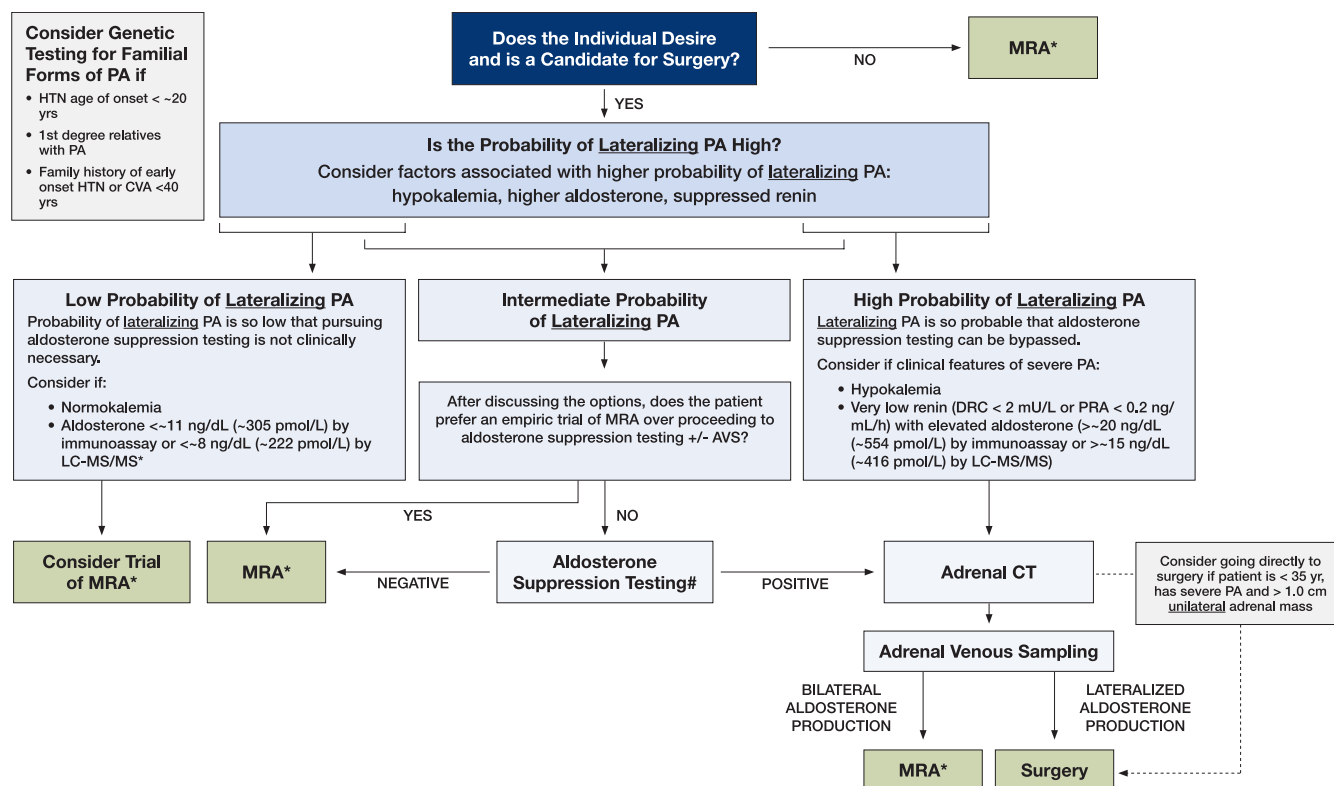 Consider Genetic
Testing for Familial
Forms of PA if
• HTN age of onset < ~20
yrs
• 1st degree relatives
with PA
• Family history of early
onset HTN or CVA <40
yrs
Does the Individual Desire
and is a Candidate for Surgery?
NO
MRA*
YES
Is the Probability of Lateralizing PA High?
Consider factors associated with higher probability of lateralizing PA:
hypokalemia, higher aldosterone, suppressed renin
Low Probability of Lateralizing PA
Probability of lateralizing PA is so low that pursuing
aldosterone suppression testing is not clinically
necessary.
Consider if:
• Normokalemia
• Aldosterone <~11 ng/dL (~305 pmol/L) by
immunoassay or <~8 ng/dL (~222 pmol/L) by
LC-MS/MS*
Intermediate Probability
of Lateralizing PA
After discussing the options, does the patient
prefer an empiric trial of MRA over proceeding to
aldosterone suppression testing +/- AVS?
High Probability of Lateralizing PA
Lateralizing PA is so probable that aldosterone
suppression testing can be bypassed.
Consider if clinical features of severe PA:
• Hypokalemia
• Very low renin (DRC < 2 mU/L or PRA < 0.2 ng/
mL/h) with elevated aldosterone (>~20 ng/dL
(~554 pmol/L) by immunoassay or >~15 ng/dL
(~416 pmol/L) by LC-MS/MS)
YES
NO
Consider Trial
of MRA*
MRA*
NEGATIVE
Aldosterone
Suppression Testing#
POSITIVE
Adrenal CT
Consider going directly to
surgery if patient is < 35 yr,
has severe PA and > 1.0 cm
unilateral adrenal mass
Adrenal Venous Sampling
BILATERAL
ALDOSTERONE
PRODUCTION
LATERALIZED
ALDOSTERONE
PRODUCTION
MRA*
Surgery